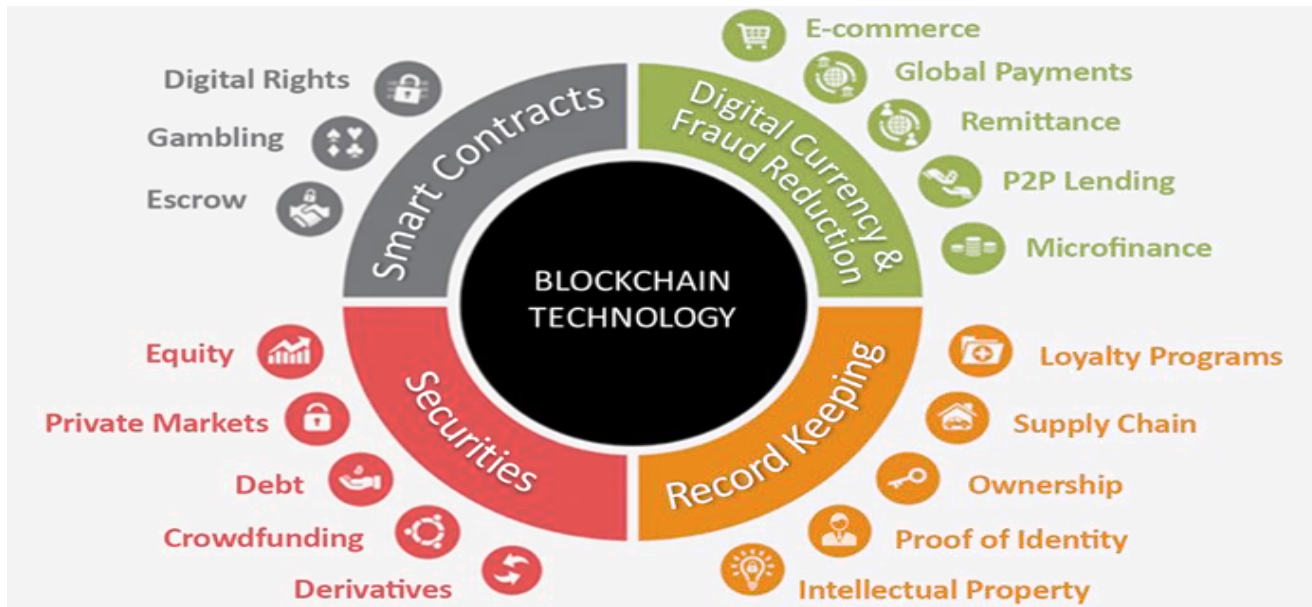 Digital Rights
Gambling
Escrow
Smart Contracts
E-commerce
Global Payments
Remittance
P2P Lending
Microfinance
Digital Currency &
Fraud Reduction
BLOCKCHAIN
TECHNOLOGY
Equity
Private Markets
Debt
Crowdfunding
Derivatives
Securities
Loyalty Programs
Supply Chain
Ownership
Proof of Identity
Intellectual Property
Record Keeping